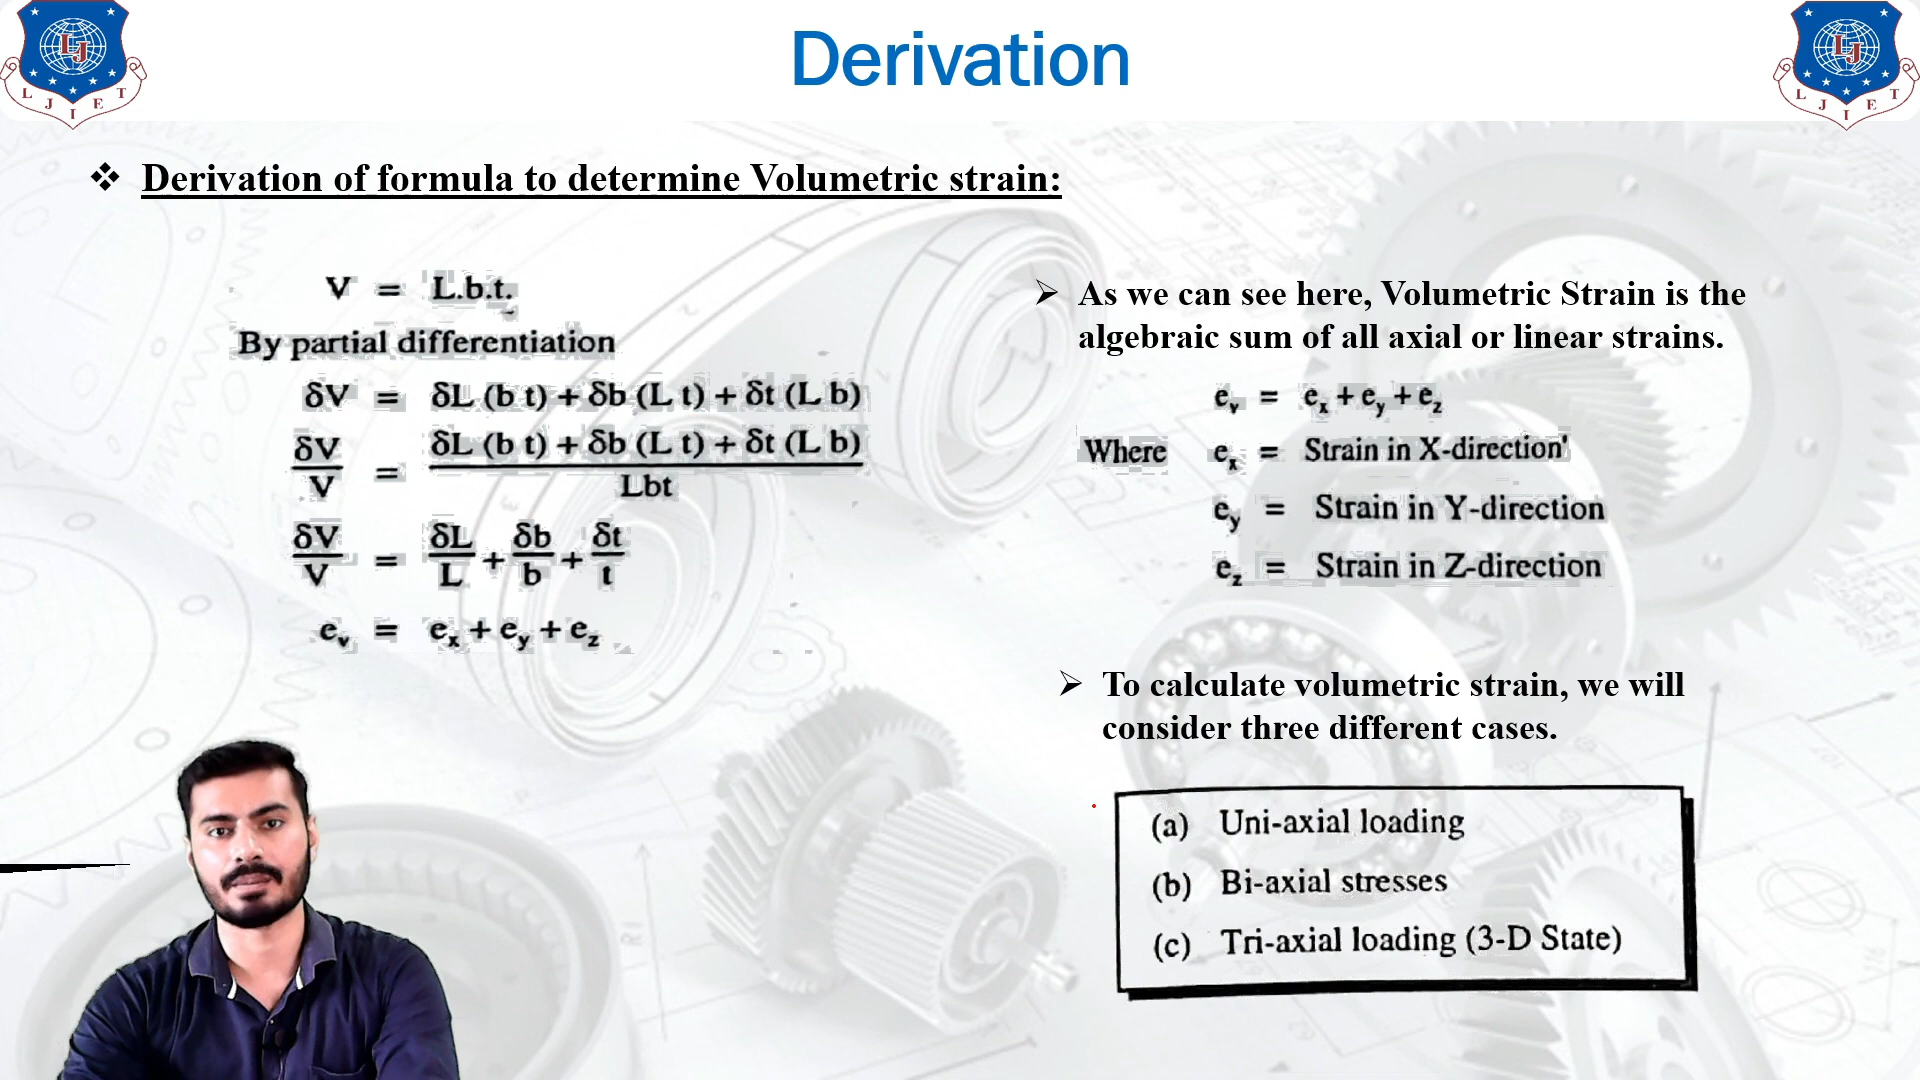 Derivation
LJIET
LJIET
❖ Derivation of formula to determine Volumetric strain:
V = L.b.t.
By partial differentiation
δV = δL (b t) + δb (L t) + δt (L b)
δV/V = δL (b t) + δb (L t) + δt (L b) / Lbt
δV/V = δL/L + δb/b + δt/t
e_v = e_x + e_y + e_z
➢ As we can see here, Volumetric Strain is the
algebraic sum of all axial or linear strains.
e_v = e_x + e_y + e_z
Where e_x = Strain in X-direction'
e_y = Strain in Y-direction
e_z = Strain in Z-direction
➢ To calculate volumetric strain, we will
consider three different cases.
(a) Uni-axial loading
(b) Bi-axial stresses
(c) Tri-axial loading (3-D State)